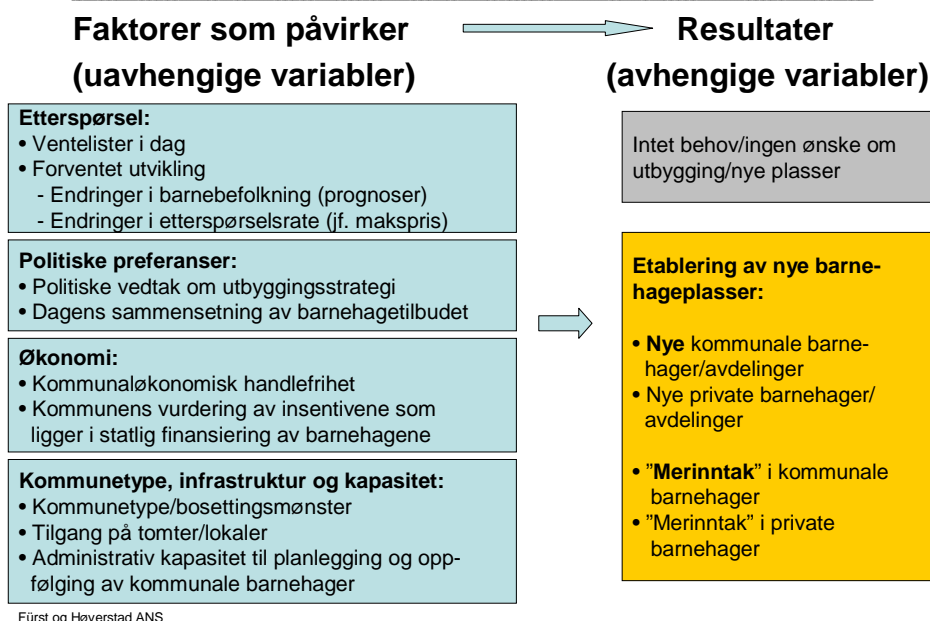 Faktorer som påvirker
(uavhengige variabler)
Resultater
(avhengige variabler)
Etterspørsel:
• Ventelister i dag
• Forventet utvikling
- Endringer i barnebefolkning (prognoser)
- Endringer i etterspørselsrate (jf. makspris)
Politiske preferanser:
• Politiske vedtak om utbyggingsstrategi
• Dagens sammensetning av barnehagetilbudet
Økonomi:
• Kommunaløkonomisk handlefrihet
• Kommunens vurdering av insentivene som
ligger i statlig finansiering av barnehagene
Kommunetype, infrastruktur og kapasitet:
• Kommunetype/bosettingsmønster
• Tilgang på tomter/lokaler
• Administrativ kapasitet til planlegging og opp-
følging av kommunale barnehager
Intet behov/ingen ønske om
utbygging/nye plasser
Etablering av nye barne-
hageplasser:
• Nye kommunale barne-
hager/avdelinger
• Nye private barnehager/
avdelinger
• ”Merinntak” i kommunale
barnehager
• ”Merinntak” i private
barnehager
Fürst og Høverstad ANS